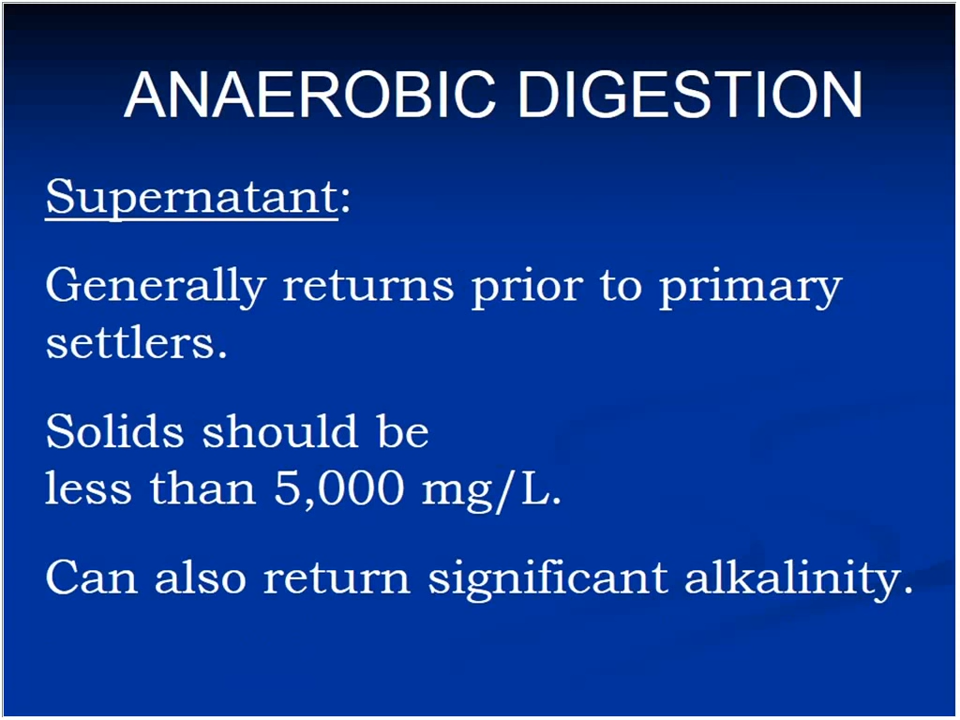 ANAEROBIC DIGESTION
Supernatant:
Generally returns prior to primary
settlers.
Solids should be
less than 5,000 mg/L.
Can also return significant alkalinity.